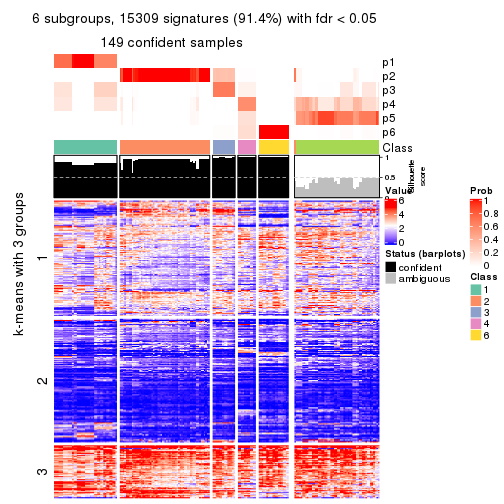 6 subgroups, 15309 signatures (91.4%) with fdr < 0.05
149 confident samples
p1
p2
p3
p4
p5
p6
Class
1
0.5
0
Silhouette
score
k-means with 3 groups
1
2
3
Value
6
4
2
0
Status (barplots)
confident
ambiguous
Prob
1
0.8
0.6
0.4
0.2
0
Class
1
2
3
4
6